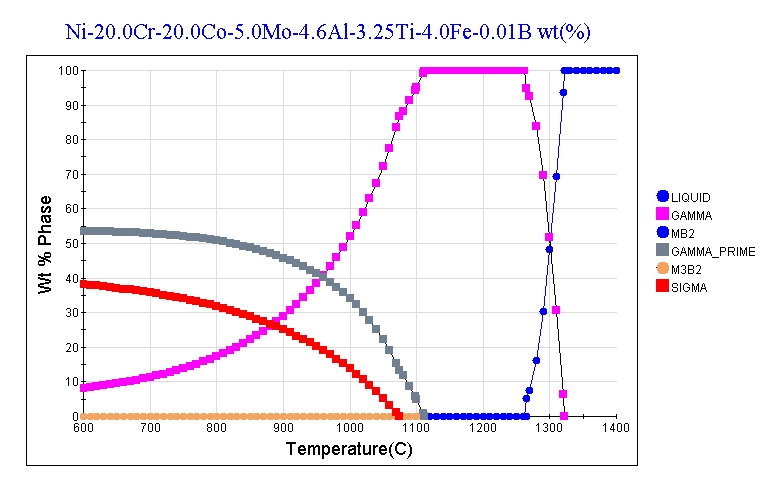 Ni-20.0Cr-20.0Co-5.0Mo-4.6Al-3.25Ti-4.0Fe-0.01B wt(%)
100
90
80
70
60
50
40
30
20
10
0
Wt % Phase
600 700 800 900 1000 1100 1200 1300 1400
Temperature(C)
LIQUID
GAMMA
MB2
GAMMA_PRIME
M3B2
SIGMA